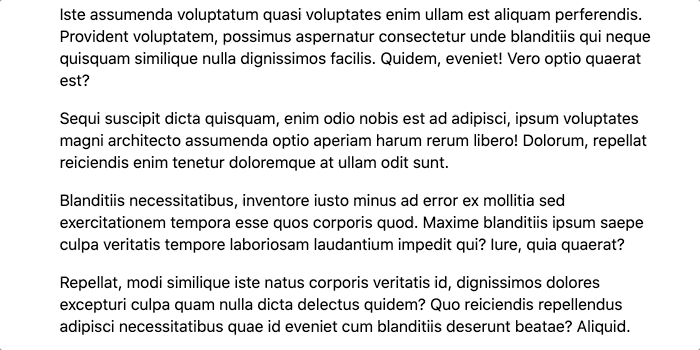 Iste assumenda voluptatum quasi voluptates enim ullam est aliquam perferendis.
Provident voluptatem, possimus aspernatur consectetur unde blanditiis qui neque
quisquam similique nulla dignissimos facilis. Quidem, eveniet! Vero optio quaerat
est?
Sequi suscipit dicta quisquam, enim odio nobis est ad adipisci, ipsum voluptates
magni architecto assumenda optio aperiam harum rerum libero! Dolorum, repellat
reiciendis enim tenetur doloremque at ullam odit sunt.
Blanditiis necessitatibus, inventore iusto minus ad error ex mollitia sed
exercitationem tempora esse quos corporis quod. Maxime blanditiis ipsum saepe
culpa veritatis tempore laboriosam laudantium impedit qui? Iure, quia quaerat?
Repellat, modi similique iste natus corporis veritatis id, dignissimos dolores
excepturi culpa quam nulla dicta delectus quidem? Quo reiciendis repellendus
adipisci necessitatibus quae id eveniet cum blanditiis deserunt beatae? Aliquid.